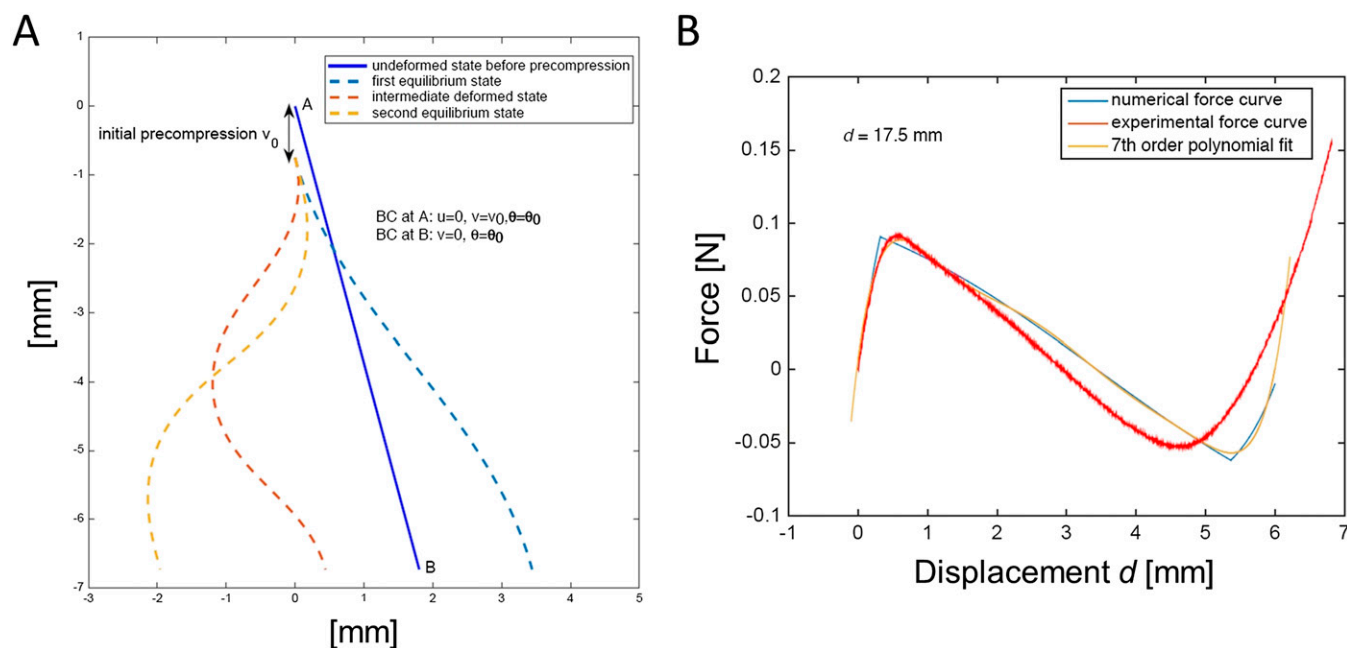 A
1
0
-1
-2
-3
-4
-5
-6
-7
[mm]
undeformed state before precompression
first equilibrium state
intermediate deformed state
second equilibrium state
A
initial precompression v0
BC at A: u=0, v=v0,θ=θ0
BC at B: v=0, θ=θ0
B
-3 -2 -1 0 1 2 3 4 5
[mm]
B
0.2
0.15
0.1
0.05
0
-0.05
-0.1
Force [N]
numerical force curve
experimental force curve
7th order polynomial fit
d = 17.5 mm
-1 0 1 2 3 4 5 6 7
Displacement d [mm]